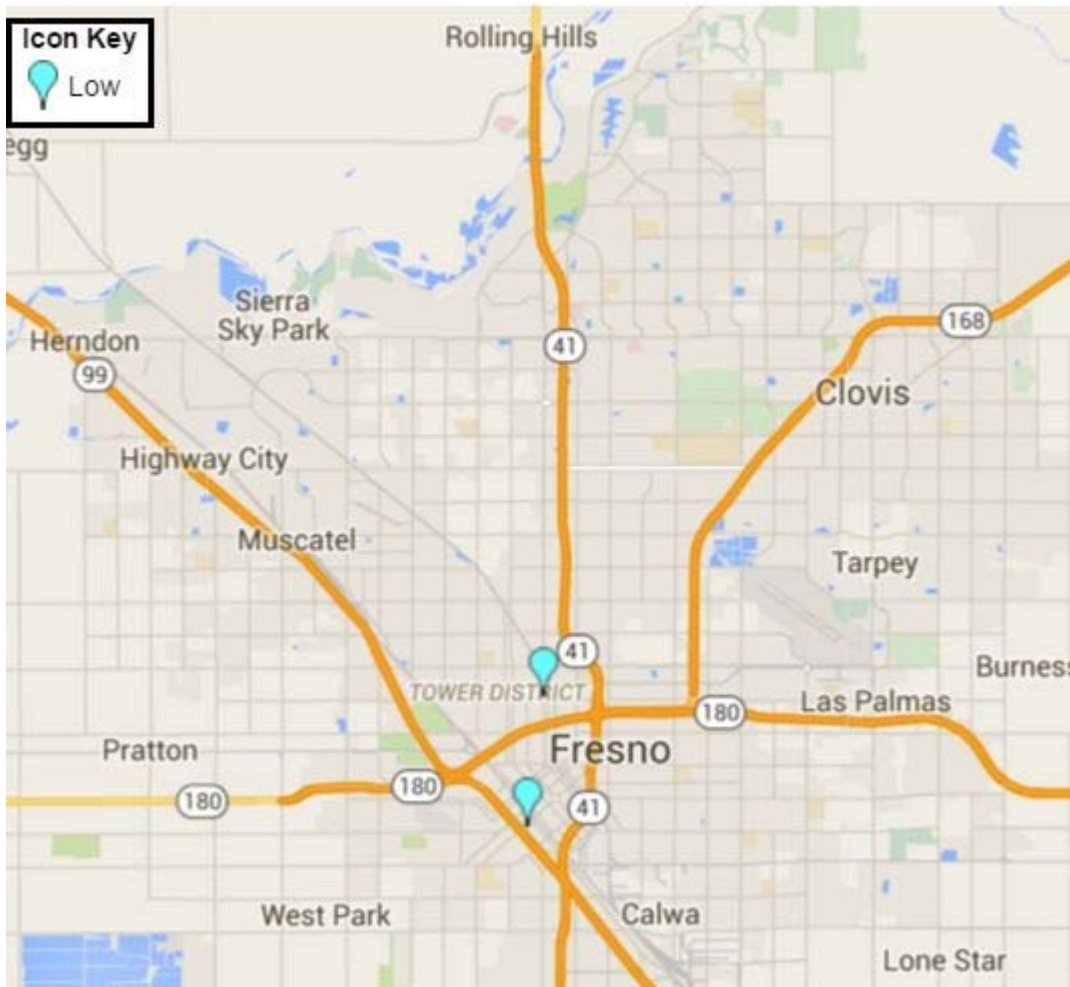 Icon Key
Low
Rolling Hills
egg
Sierra
Sky Park
Herndon
41
168
99
Clovis
Highway City
Muscatel
Tarpey
41
Burness
TOWER DISTRICT
Las Palmas
180
Pratton
Fresno
180
180
41
West Park
Calwa
Lone Star